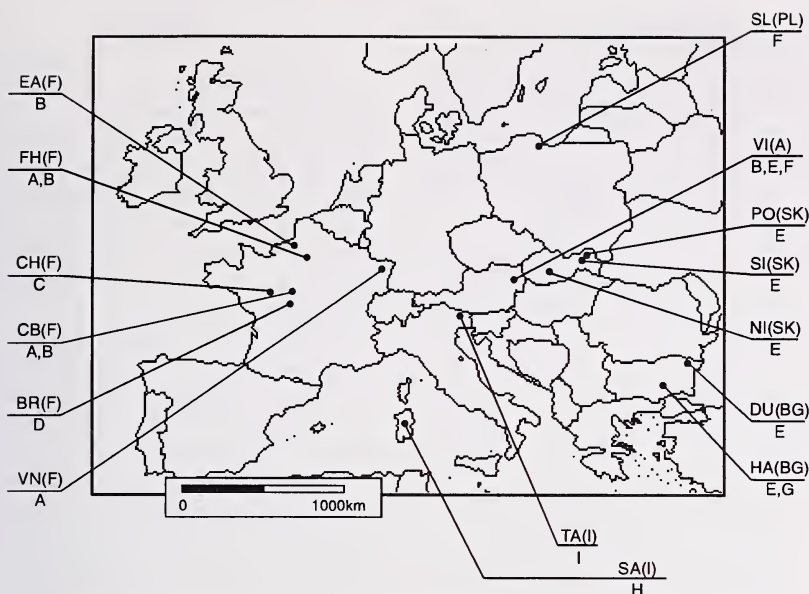 SL(PL)
F
EA(F)
B
VI(A)
B,E,F
FH(F)
A,B
PO(SK)
E
CH(F)
C
SI(SK)
E
CB(F)
A,B
NI(SK)
E
BR(F)
D
DU(BG)
E
VN(F)
A
HA(BG)
E,G
0 1000km
TA(I)
I
SA(I)
H